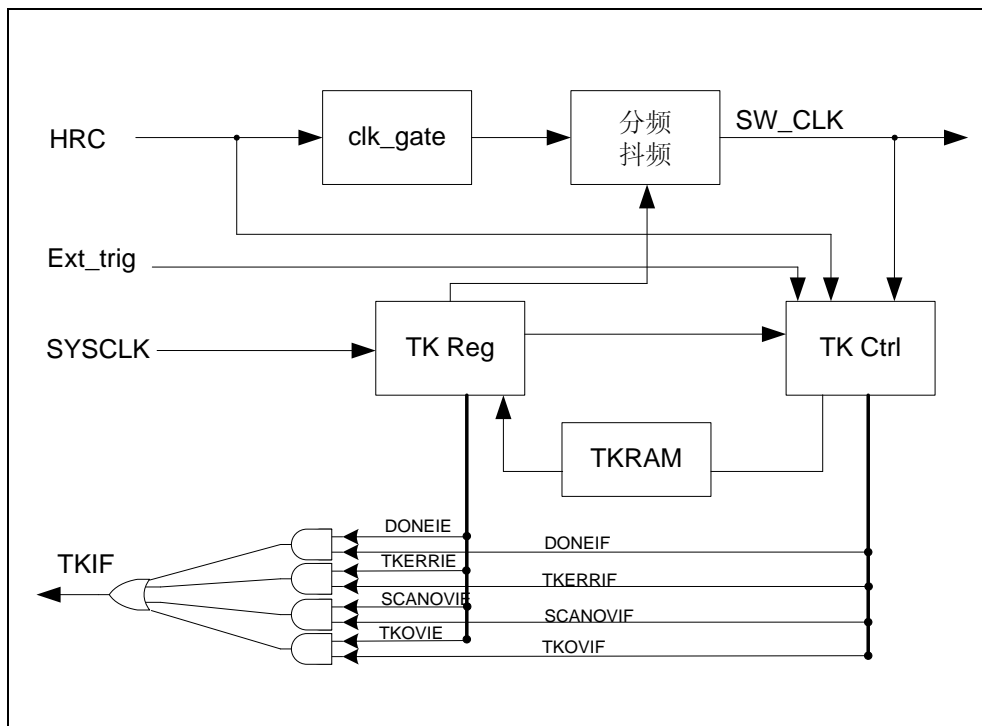 HRC
clk_gate
分频
抖频
SW_CLK
Ext_trig
SYSCLK
TK Reg
TK Ctrl
TKRAM
TKIF
DONEIE
DONEIF
TKERRIE
TKERRIF
SCANOVIE
SCANOVIF
TKOVIE
TKOVIF